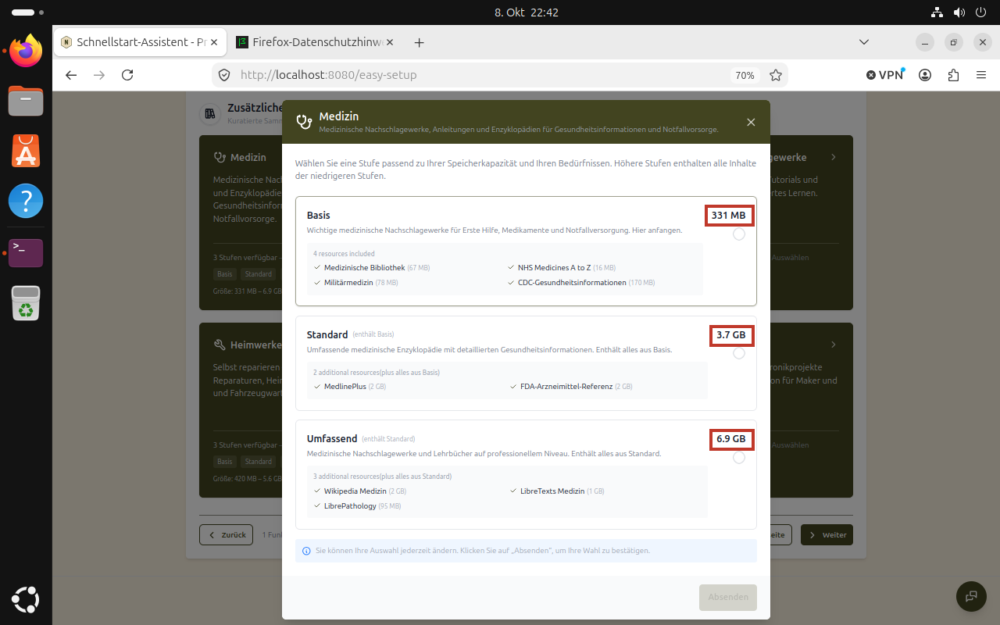 8. Okt 22:42
Schnellstart-Assistent - Pr
Firefox-Datenschutzhinwe
http://localhost:8080/easy-setup
70%
VPN
Zusätzliche
Kuratierte Samm
Medizin
Medizinische Nachschlagewerke, Anleitungen und Enzyklopädien für Gesundheitsinformationen und Notfallvorsorge.
Wählen Sie eine Stufe passend zu Ihrer Speicherkapazität und Ihren Bedürfnissen. Höhere Stufen enthalten alle Inhalte
der niedrigeren Stufen.
Basis
331 MB
Wichtige medizinische Nachschlagewerke für Erste Hilfe, Medikamente und Notfallversorgung. Hier anfangen.
4 resources included
Medizinische Bibliothek (67 MB)
NHS Medicines A to Z (16 MB)
Militärmedizin (78 MB)
CDC-Gesundheitsinformationen (170 MB)
Standard (enthält Basis)
3.7 GB
Umfassende medizinische Enzyklopädie mit detaillierten Gesundheitsinformationen. Enthält alles aus Basis.
2 additional resources(plus alles aus Basis)
MedlinePlus (2 GB)
FDA-Arzneimittel-Referenz (2 GB)
Umfassend (enthält Standard)
6.9 GB
Medizinische Nachschlagewerke und Lehrbücher auf professionellem Niveau. Enthält alles aus Standard.
3 additional resources(plus alles aus Standard)
Wikipedia Medizin (2 GB)
LibreTexts Medizin (1 GB)
LibrePathology (95 MB)
Sie können Ihre Auswahl jederzeit ändern. Klicken Sie auf „Absenden“, um Ihre Wahl zu bestätigen.
Absenden
Medizin
Medizinische Nach
und Enzyklopädie
Gesundheitsinform
Notfallvorsorge.
3 Stufen verfügbar -
Basis
Standard
Größe: 331 MB – 6.9 GB
gewerke
Tutorials und
rtes Lernen.
Auswählen
Heimwerke
Selbst reparieren
Reparaturen, Hei
und Fahrzeugwart
3 Stufen verfügbar -
Basis
Standard
Größe: 420 MB – 5.6 G
ronikprojekte
on für Maker und
Auswählen
Zurück
1 Funk
eite
Weiter